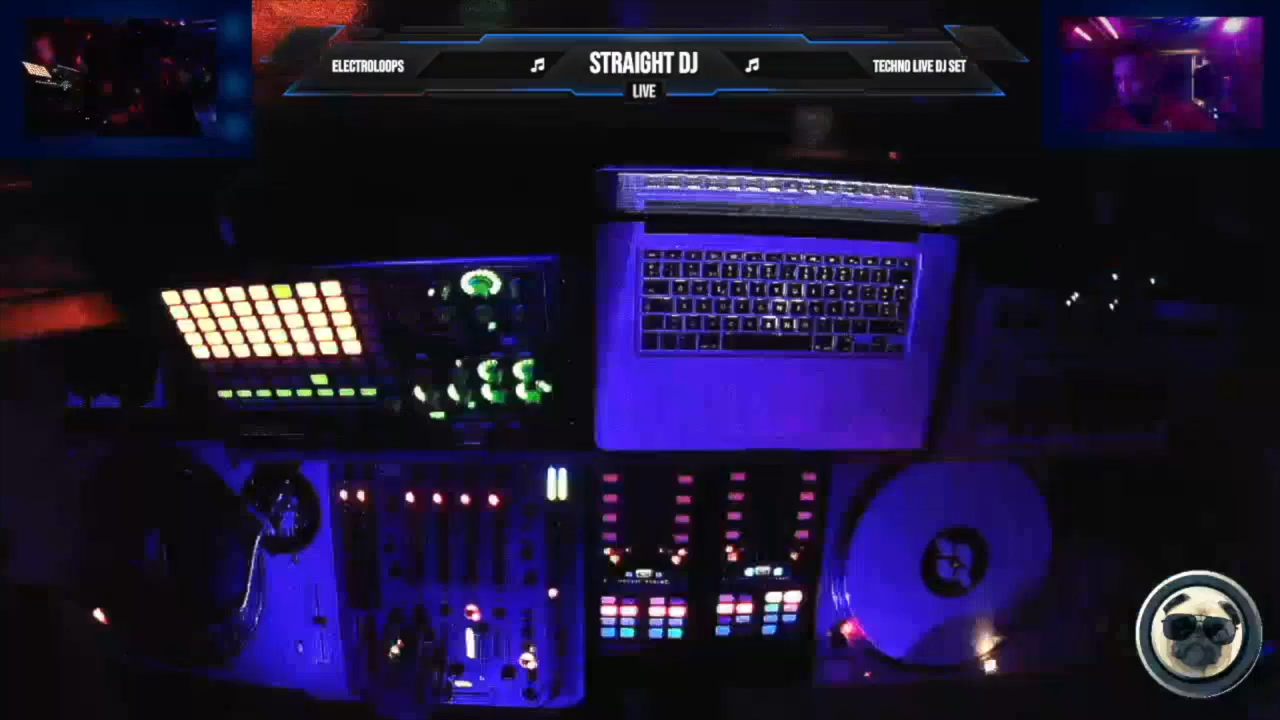 ELECTROLOOPS
STRAIGHT DJ
TECHNO LIVE DJ SET
LIVE